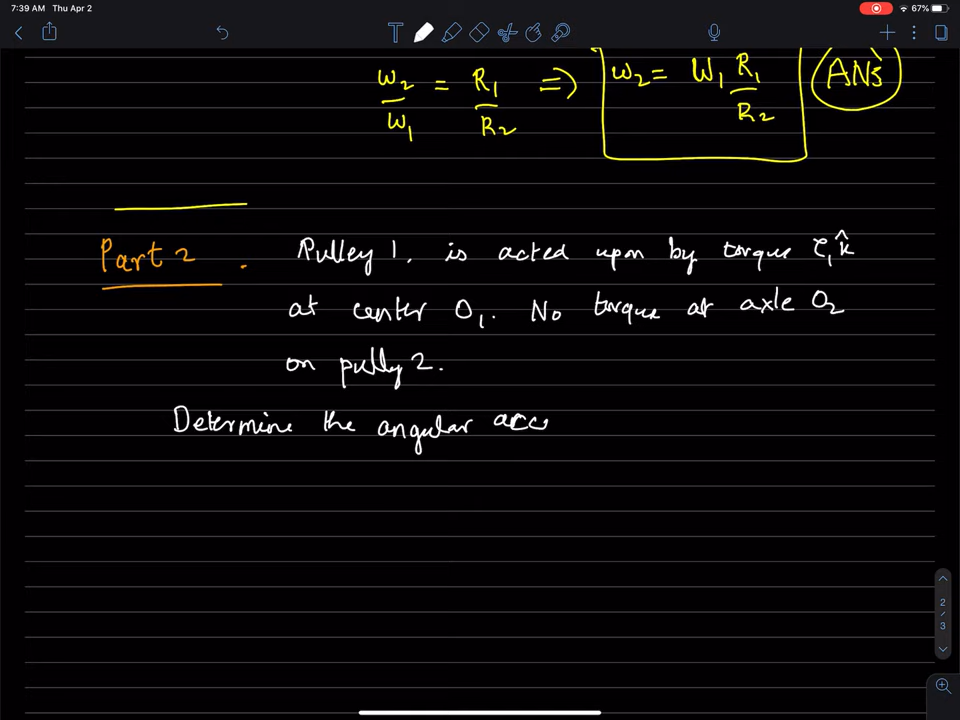 7:39 AM Thu Apr 2 67%
ω2/ω1 = R1/R2 => ω2 = ω1 R1/R2 ANS
Part 2. Pulley 1. is acted upon by torque τ1 k̂
at center O1. No torque at axle O2
on pully 2.
Determine the angular acc
2
/
3